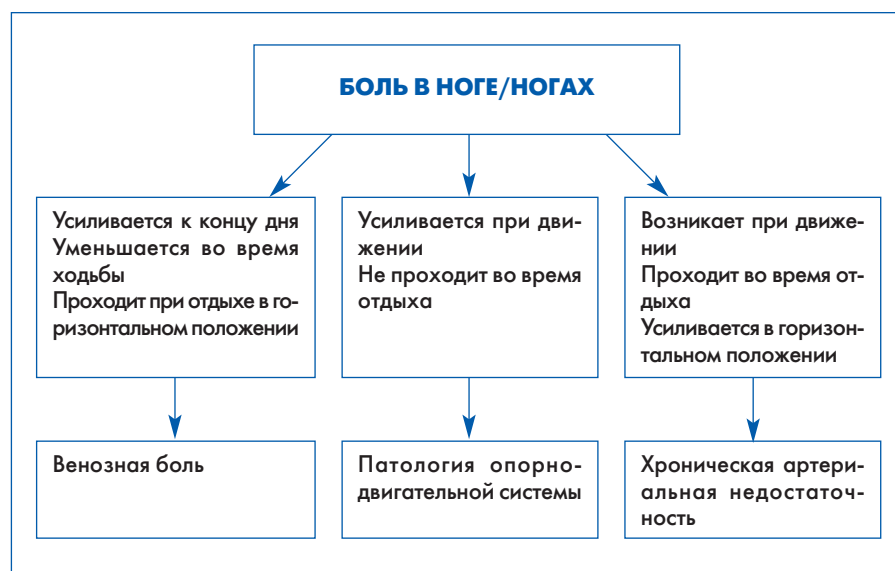 БОЛЬ В НОГЕ/НОГАХ
Усиливается к концу дня
Уменьшается во время
ходьбы
Проходит при отдыхе в го-
ризонтальном положении
Усиливается при дви-
жении
Не проходит во время
отдыха
Возникает при движе-
нии
Проходит во время от-
дыха
Усиливается в горизон-
тальном положении
Венозная боль
Патология опорно-
двигательной системы
Хроническая артери-
альная недостаточ-
ность